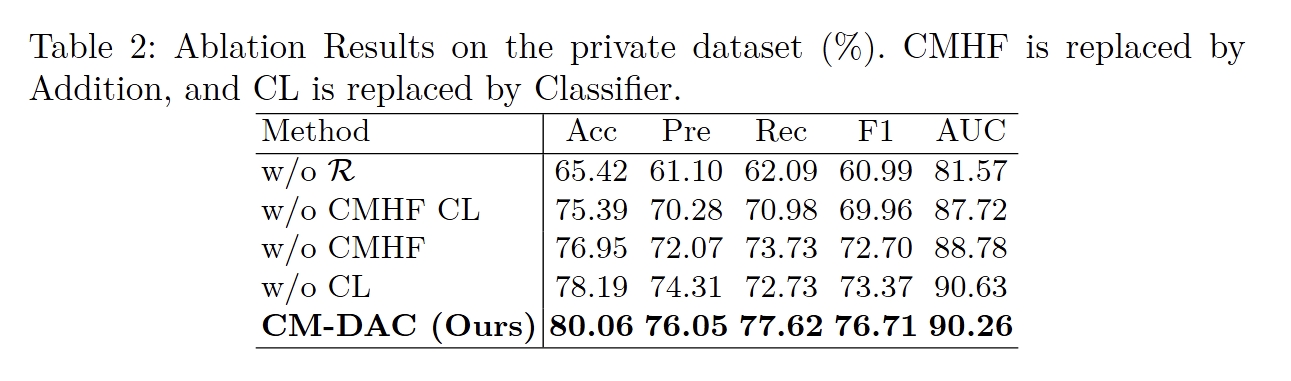 Table 2: Ablation Results on the private dataset (%). CMHF is replaced by
Addition, and CL is replaced by Classifier.
Method Acc Pre Rec F1 AUC
w/o ℛ 65.42 61.10 62.09 60.99 81.57
w/o CMHF CL 75.39 70.28 70.98 69.96 87.72
w/o CMHF 76.95 72.07 73.73 72.70 88.78
w/o CL 78.19 74.31 72.73 73.37 90.63
CM-DAC (Ours) 80.06 76.05 77.62 76.71 90.26